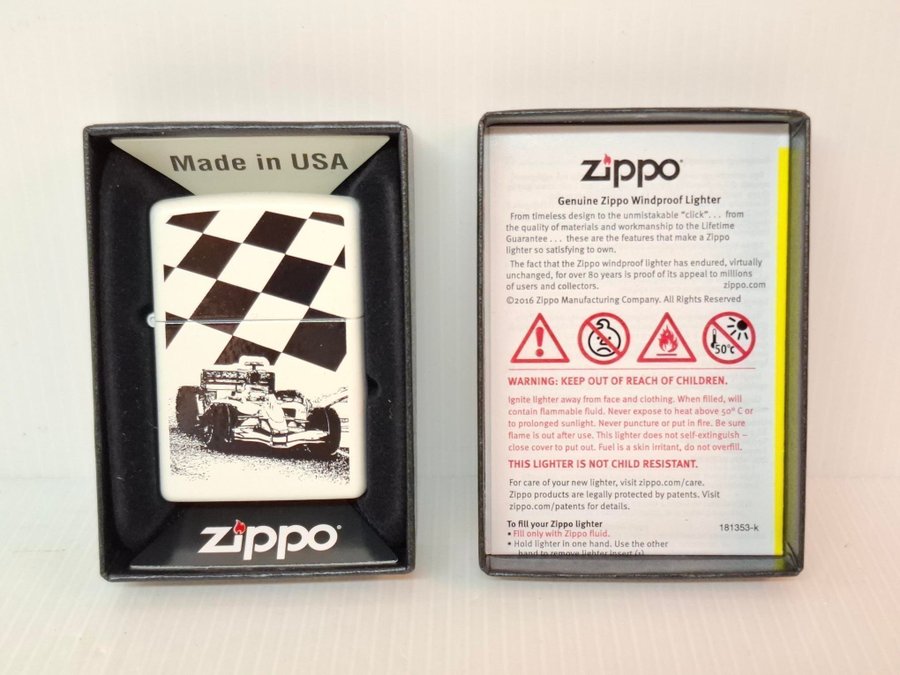 Made in USA
zippo
zippo
Genuine Zippo Windproof Lighter
From timeless design to the unmistakable “click”. . . from
the quality of materials and workmanship to the Lifetime
Guarantee . . . these are the features that make a Zippo
lighter so satisfying to own.
The fact that the Zippo windproof lighter has endured, virtually
unchanged, for over 80 years is proof of its appeal to millions
of users and collectors. zippo.com
©2016 Zippo Manufacturing Company. All Rights Reserved
50°C
WARNING: KEEP OUT OF REACH OF CHILDREN.
Ignite lighter away from face and clothing. When filled, will
contain flammable fluid. Never expose to heat above 50° C or
to prolonged sunlight. Never puncture or put in fire. Be sure
flame is out after use. This lighter does not self-extinguish –
close cover to put out. Fuel is a skin irritant, do not overfill.
THIS LIGHTER IS NOT CHILD RESISTANT.
For care of your new lighter, visit zippo.com/care.
Zippo products are legally protected by patents. Visit
zippo.com/patents for details.
To fill your Zippo lighter 181353-k
• Fill only with Zippo fluid.
• Hold lighter in one hand. Use the other
hand to remove lighter insert (1)